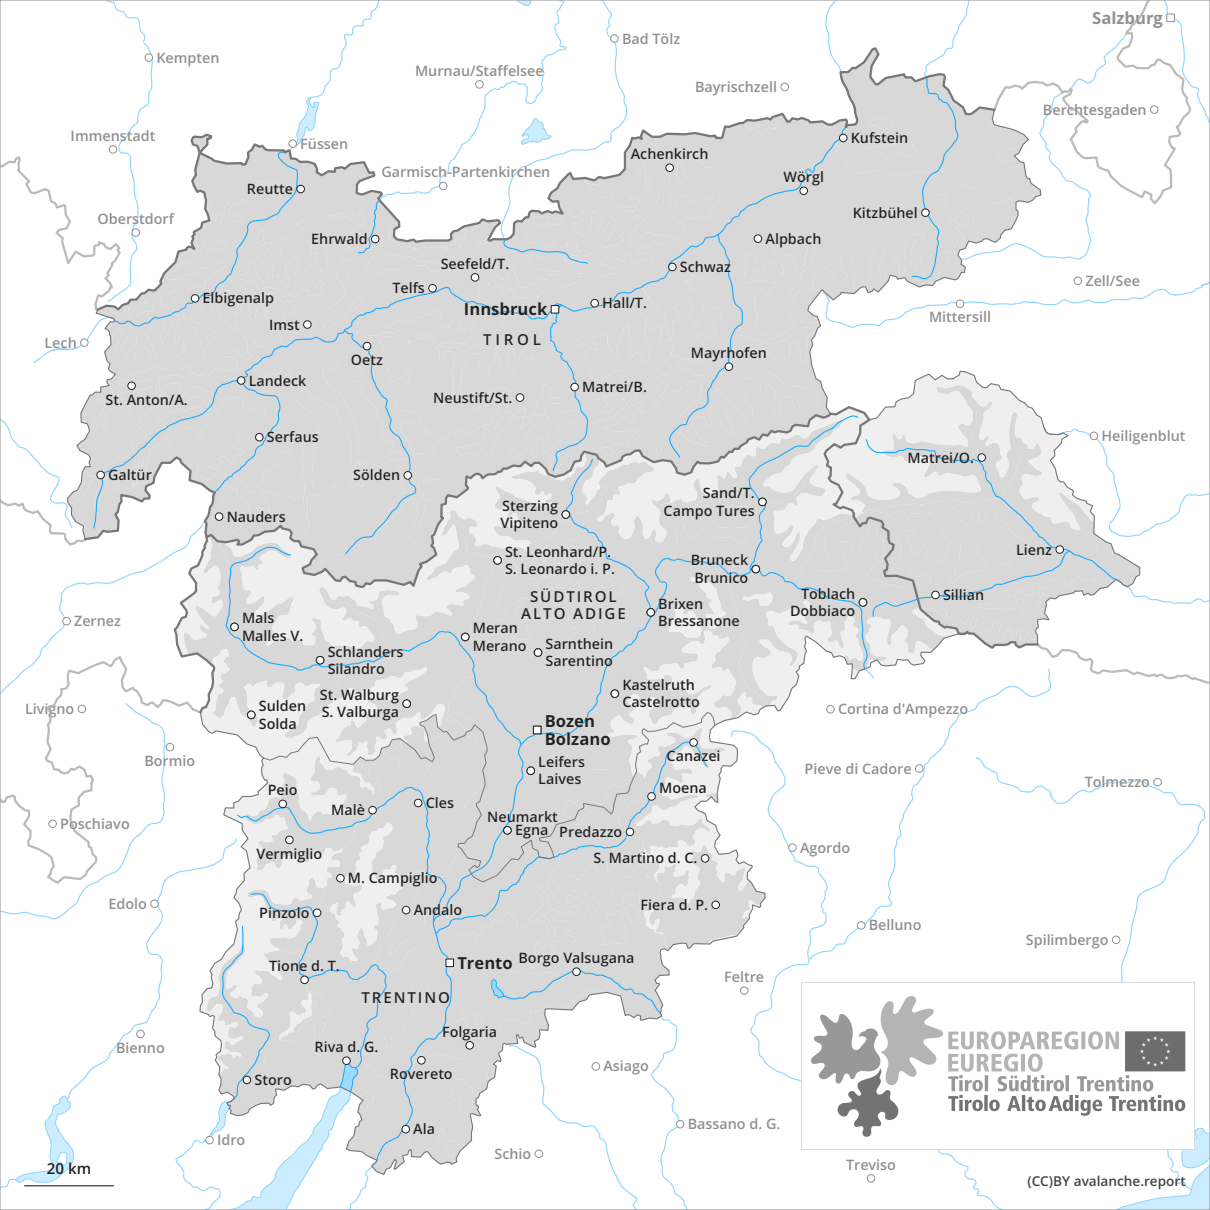 Salzburg
Bad Tölz
Kempten
Murnau/Staffelsee
Bayrischzell
Berchtesgaden
Immenstadt
Füssen
Kufstein
Achenkirch
Garmisch-Partenkirchen
Wörgl
Reutte
Oberstdorf
Kitzbühel
Ehrwald
Alpbach
Seefeld/T.
Schwaz
Zell/See
Telfs
Elbigenalp
Hall/T.
Innsbruck
Mittersill
Imst
TIROL
Lech
Mayrhofen
Oetz
Landeck
Matrei/B.
St. Anton/A.
Neustift/St.
Serfaus
Heiligenblut
Matrei/O.
Galtür
Sölden
Sand/T.
Campo Tures
Sterzing
Vipiteno
Nauders
St. Leonhard/P.
S. Leonardo i. P.
Lienz
Bruneck
Brunico
SÜDTIROL
ALTO ADIGE
Toblach
Dobbiaco
Sillian
Brixen
Bressanone
Zernez
Mals
Malles V.
Meran
Merano
Sarnthein
Sarentino
Schlanders
Silandro
Kastelruth
Castelrotto
St. Walburg
S. Valburga
Sulden
Solda
Livigno
Cortina d'Ampezzo
Bozen
Bolzano
Bormio
Canazei
Leifers
Laives
Pieve di Cadore
Tolmezzo
Peio
Moena
Malè
Cles
Neumarkt
Egna
Predazzo
Poschiavo
Vermiglio
Agordo
S. Martino d. C.
M. Campiglio
Edolo
Pinzolo
Andalo
Fiera d. P.
Belluno
Spilimbergo
Trento
Borgo Valsugana
Tione d. T.
Feltre
TRENTINO
Folgaria
Bienno
Riva d. G.
Rovereto
Asiago
Storo
EUROPAREGION
EUREGIO
Tirol Südtirol Trentino
Tirolo Alto Adige Trentino
Idro
Ala
Bassano d. G.
Schio
Treviso
20 km
(CC)BY avalanche.report